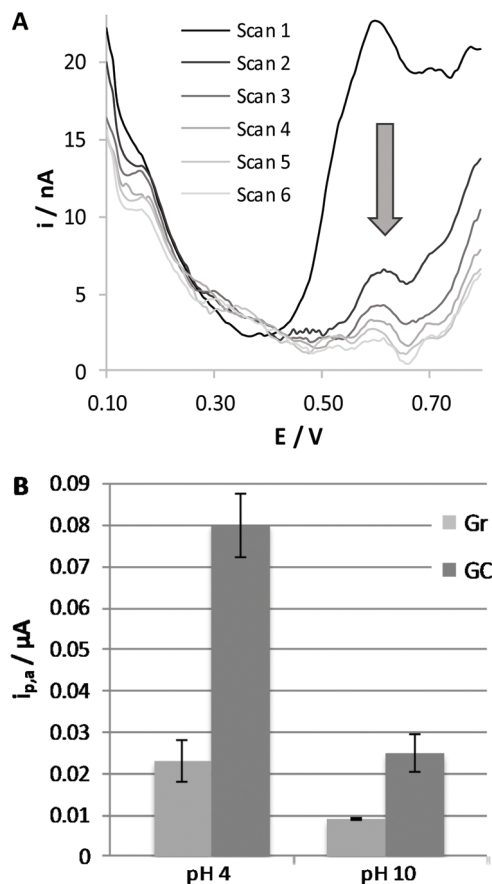 A
i / nA
20
15
10
5
0
Scan 1
Scan 2
Scan 3
Scan 4
Scan 5
Scan 6
0.10 0.30 0.50 0.70
E / V
B
i p,a / µA
0.09
0.08
0.07
0.06
0.05
0.04
0.03
0.02
0.01
0
Gr
GC
pH 4 pH 10